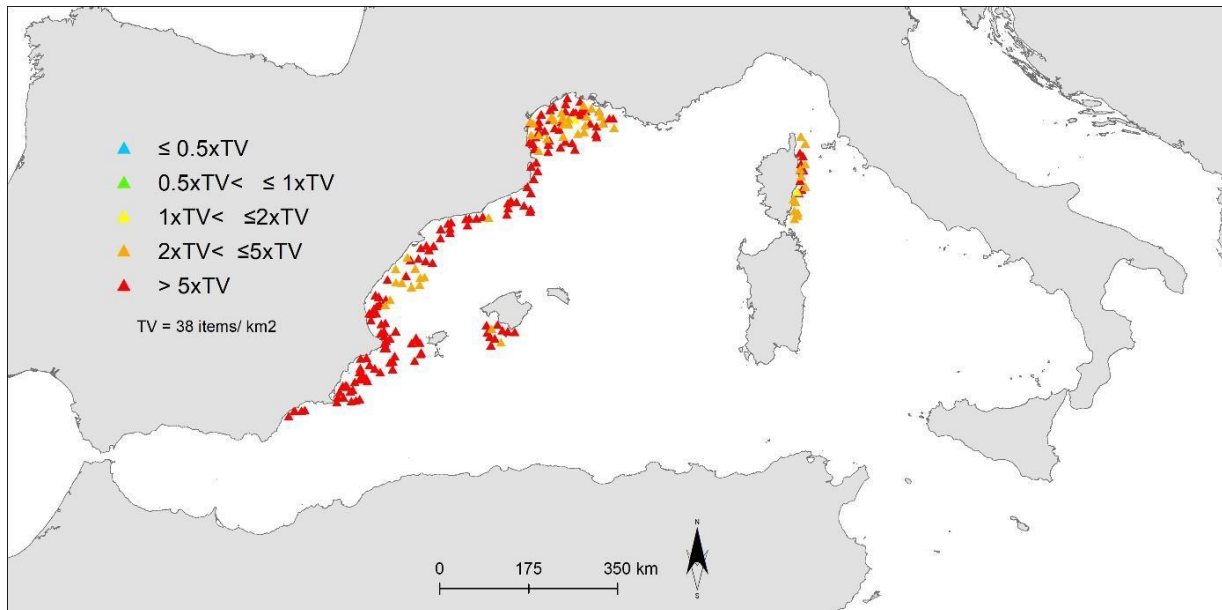 ≤ 0.5xTV
0.5xTV< ≤ 1xTV
1xTV< ≤2xTV
2xTV< ≤5xTV
> 5xTV
TV = 38 items/ km2
N
S
0 175 350 km